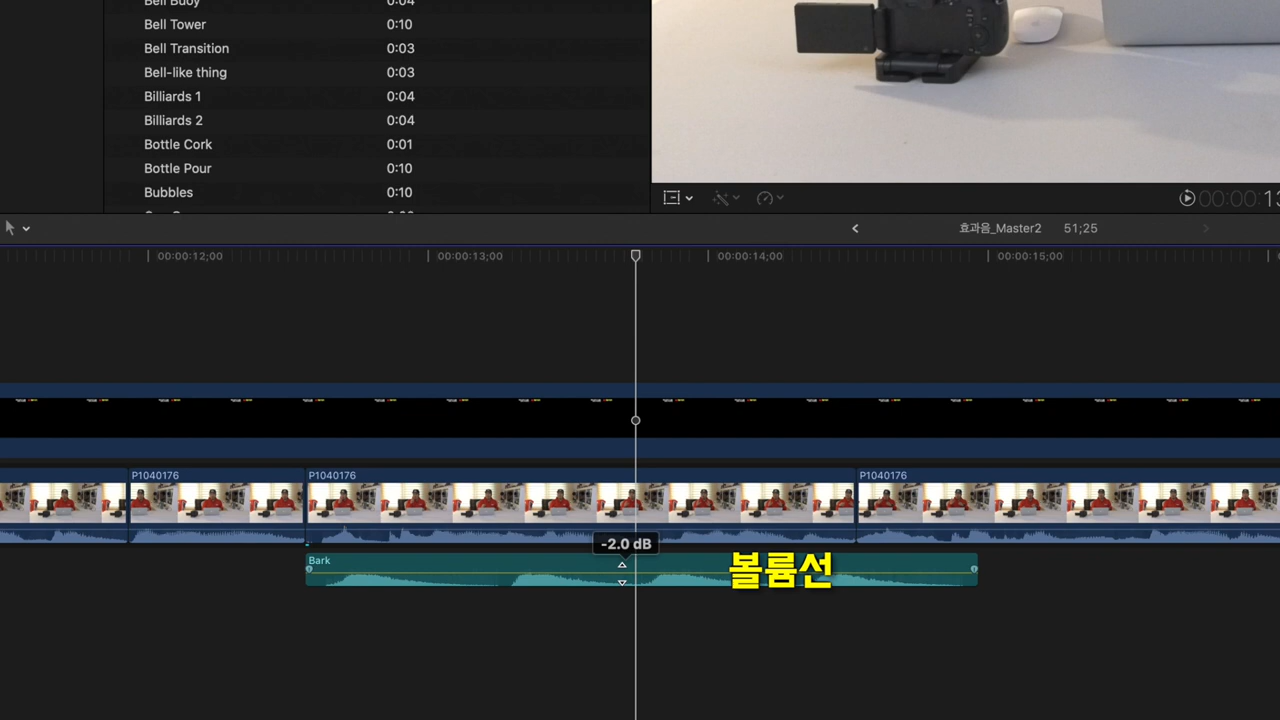 Bell Buoy 0:04
Bell Tower 0:10
Bell Transition 0:03
Bell-like thing 0:03
Billiards 1 0:04
Billiards 2 0:04
Bottle Cork 0:01
Bottle Pour 0:10
Bubbles 0:10
효과음_Master2 51;25
00:00:12;00 00:00:13;00 00:00:14;00 00:00:15;00
P1040176 P1040176 P1040176
-2.0 dB
Bark
볼륨선